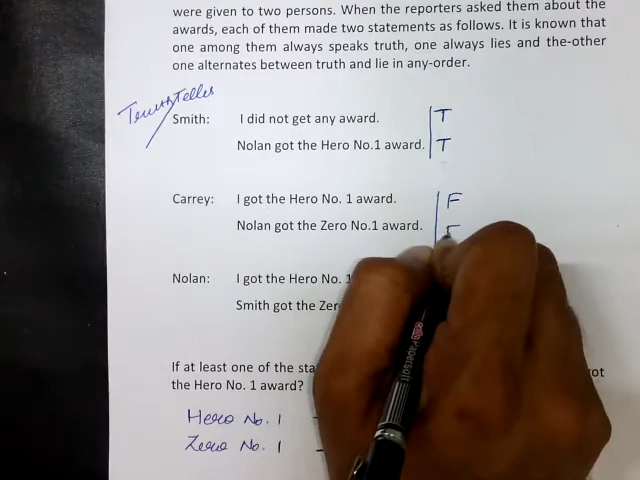 were given to two persons. When the reporters asked them about the
awards, each of them made two statements as follows. It is known that
one among them always speaks truth, one always lies and the-other
one alternates between truth and lie in any-order.
Truth Teller
Smith: I did not get any award. T
Nolan got the Hero No.1 award. T
Carrey: I got the Hero No. 1 award. F
Nolan got the Zero No.1 award. F
Nolan: I got the Hero No. 1
Smith got the Zer
If at least one of the sta
the Hero No. 1 award?
Hero No. 1 –
Zero No. 1 –